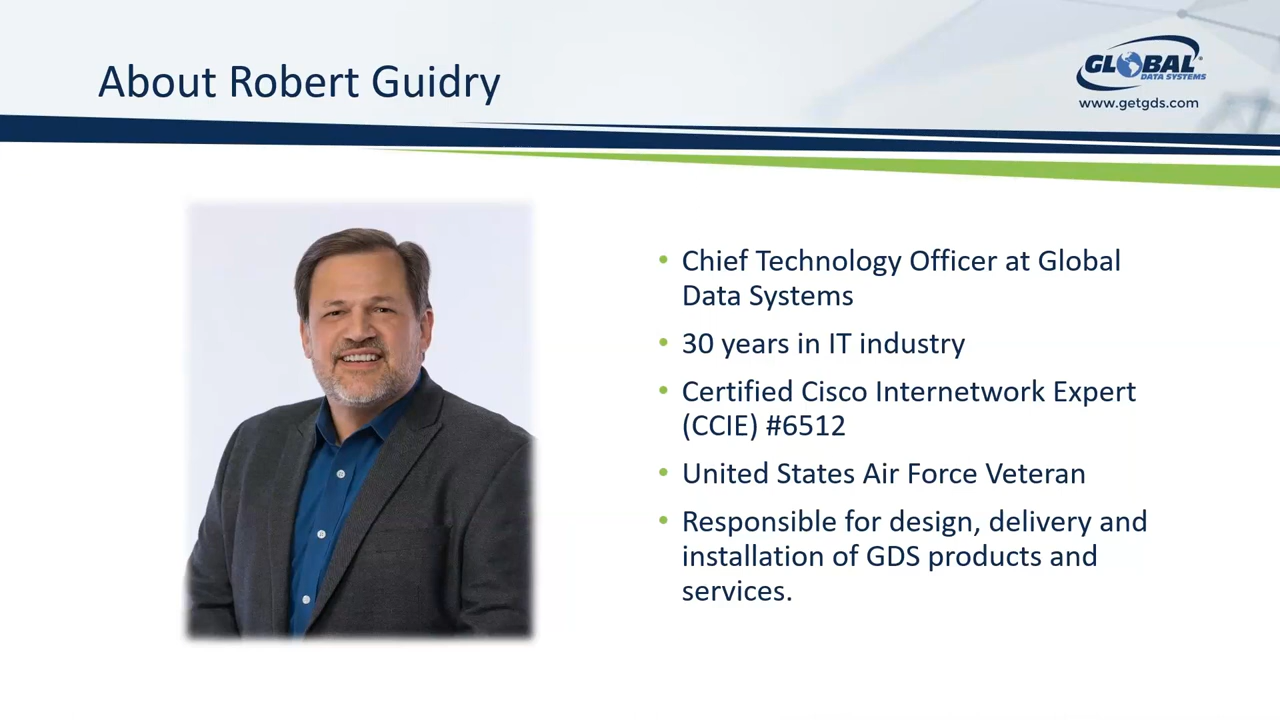 About Robert Guidry
GLOBAL®
DATA SYSTEMS
www.getgds.com
• Chief Technology Officer at Global
Data Systems
• 30 years in IT industry
• Certified Cisco Internetwork Expert
(CCIE) #6512
• United States Air Force Veteran
• Responsible for design, delivery and
installation of GDS products and
services.